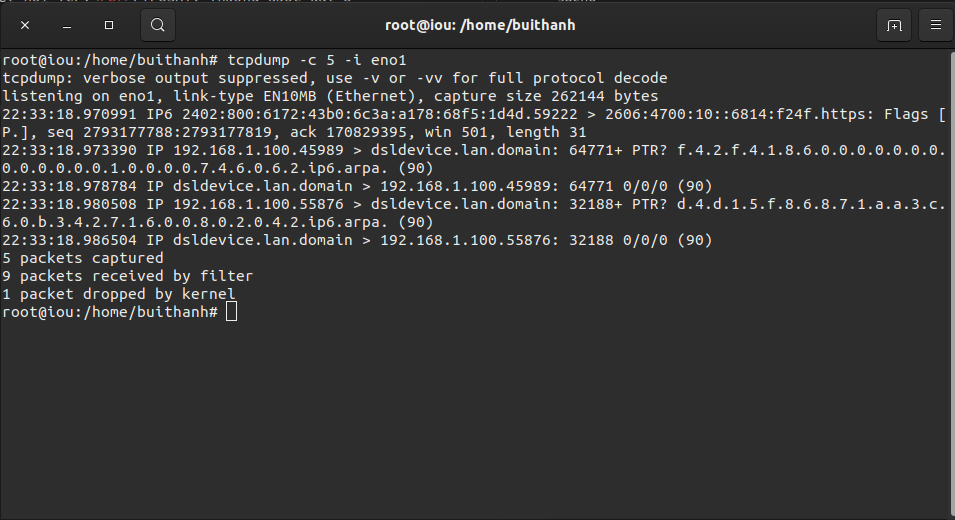 root@iou: /home/buithanh
root@iou:/home/buithanh# tcpdump -c 5 -i eno1
tcpdump: verbose output suppressed, use -v or -vv for full protocol decode
listening on eno1, link-type EN10MB (Ethernet), capture size 262144 bytes
22:33:18.970991 IP6 2402:800:6172:43b0:6c3a:a178:68f5:1d4d.59222 > 2606:4700:10::6814:f24f.https: Flags [
P.], seq 2793177788:2793177819, ack 170829395, win 501, length 31
22:33:18.973390 IP 192.168.1.100.45989 > dsldevice.lan.domain: 64771+ PTR? f.4.2.f.4.1.8.6.0.0.0.0.0.0.0.
0.0.0.0.0.0.0.1.0.0.0.0.7.4.6.0.6.2.ip6.arpa. (90)
22:33:18.978784 IP dsldevice.lan.domain > 192.168.1.100.45989: 64771 0/0/0 (90)
22:33:18.980508 IP 192.168.1.100.55876 > dsldevice.lan.domain: 32188+ PTR? d.4.d.1.5.f.8.6.8.7.1.a.a.3.c.
6.0.b.3.4.2.7.1.6.0.0.8.0.2.0.4.2.ip6.arpa. (90)
22:33:18.986504 IP dsldevice.lan.domain > 192.168.1.100.55876: 32188 0/0/0 (90)
5 packets captured
9 packets received by filter
1 packet dropped by kernel
root@iou:/home/buithanh#